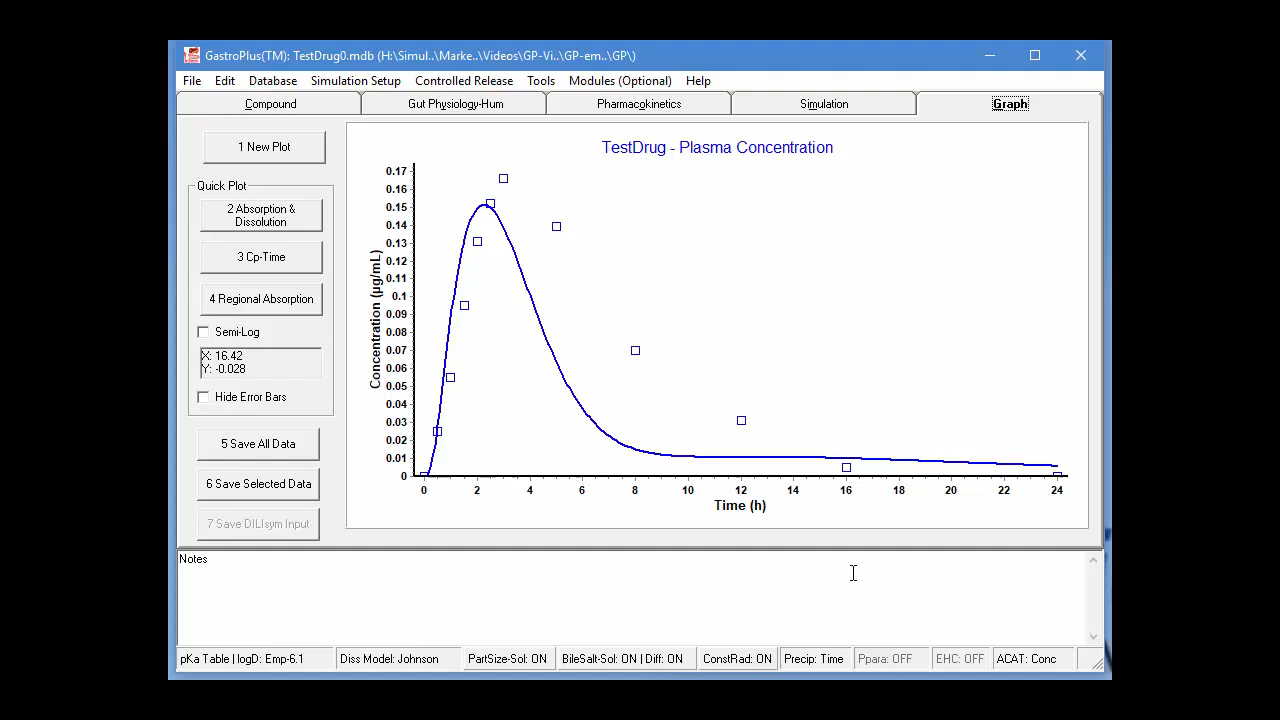 GastroPlus(TM): TestDrug0.mdb (H:\Simul..\Marke..\Videos\GP-Vi..\GP-em..\GP\)
File Edit Database Simulation Setup Controlled Release Tools Modules (Optional) Help
Compound Gut Physiology-Hum Pharmacokinetics Simulation Graph
1 New Plot
Quick Plot
2 Absorption &
Dissolution
3 Cp-Time
4 Regional Absorption
Semi-Log
X: 16.42
Y: -0.028
Hide Error Bars
5 Save All Data
6 Save Selected Data
7 Save DILIsym Input
TestDrug - Plasma Concentration
Concentration (µg/mL)
0.17
0.16
0.15
0.14
0.13
0.12
0.11
0.1
0.09
0.08
0.07
0.06
0.05
0.04
0.03
0.02
0.01
0
0 2 4 6 8 10 12 14 16 18 20 22 24
Time (h)
Notes
pKa Table | logD: Emp-6.1 Diss Model: Johnson PartSize-Sol: ON BileSalt-Sol: ON | Diff: ON ConstRad: ON Precip: Time Ppara: OFF EHC: OFF ACAT: Conc